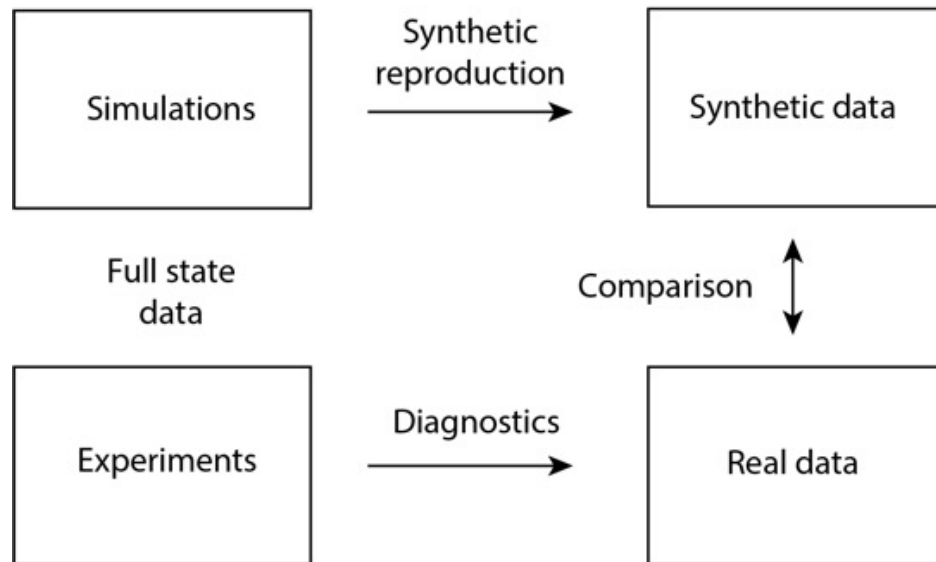 Synthetic
reproduction
Simulations
Synthetic data
Full state
data
Comparison
Diagnostics
Experiments
Real data